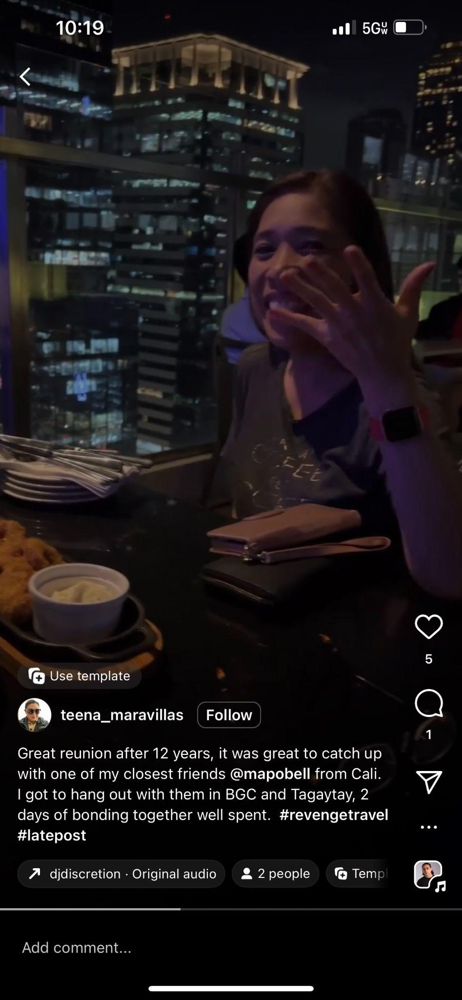 10:19
5GUW
Use template
teena_maravillas
Follow
Great reunion after 12 years, it was great to catch up
with one of my closest friends @mapobell from Cali.
I got to hang out with them in BGC and Tagaytay, 2
days of bonding together well spent.  #revengetravel
#latepost
5
1
djdiscretion · Original audio
2 people
Templ
Add comment...